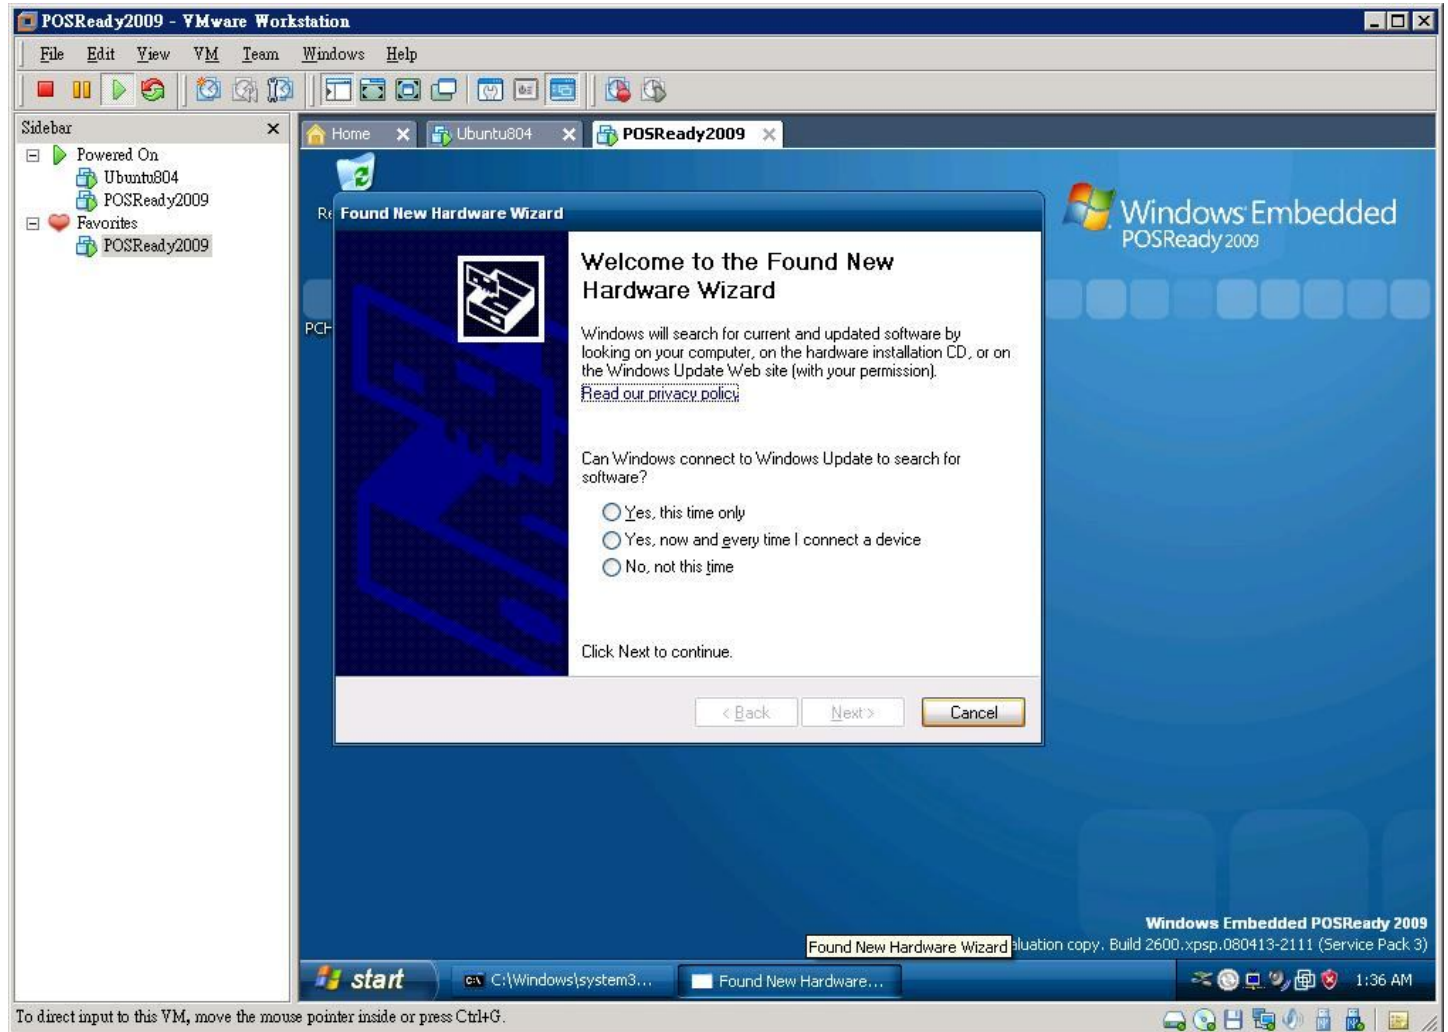 POSReady2009 - VMware Workstation
File Edit View VM Team Windows Help
Sidebar
Powered On
Ubuntu804
POSReady2009
Favorites
POSReady2009
Home Ubuntu804 POSReady2009
Windows Embedded
POSReady 2009
Found New Hardware Wizard
Welcome to the Found New
Hardware Wizard
Windows will search for current and updated software by
looking on your computer, on the hardware installation CD, or on
the Windows Update Web site (with your permission).
Read our privacy policy
Can Windows connect to Windows Update to search for
software?
Yes, this time only
Yes, now and every time I connect a device
No, not this time
Click Next to continue.
< Back Next > Cancel
PCH
Windows Embedded POSReady 2009
Found New Hardware Wizard
copy. Build 2600.xpsp.080413-2111 (Service Pack 3)
start C:\Windows\system3... Found New Hardware... 1:36 AM
To direct input to this VM, move the mouse pointer inside or press Ctrl+G.